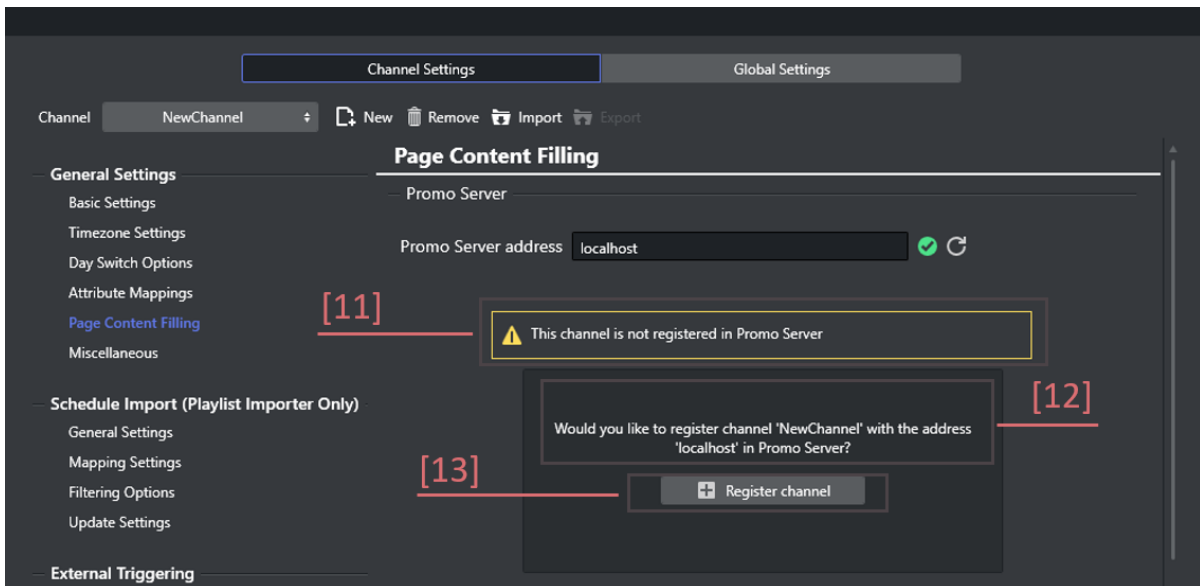 Channel Settings
Global Settings
Channel
NewChannel
New
Remove
Import
Export
General Settings
Basic Settings
Timezone Settings
Day Switch Options
Attribute Mappings
Page Content Filling
Miscellaneous
Schedule Import (Playlist Importer Only)
General Settings
Mapping Settings
Filtering Options
Update Settings
External Triggering
Page Content Filling
Promo Server
Promo Server address
localhost
[11]
This channel is not registered in Promo Server
[12]
Would you like to register channel 'NewChannel' with the address
'localhost' in Promo Server?
[13]
Register channel